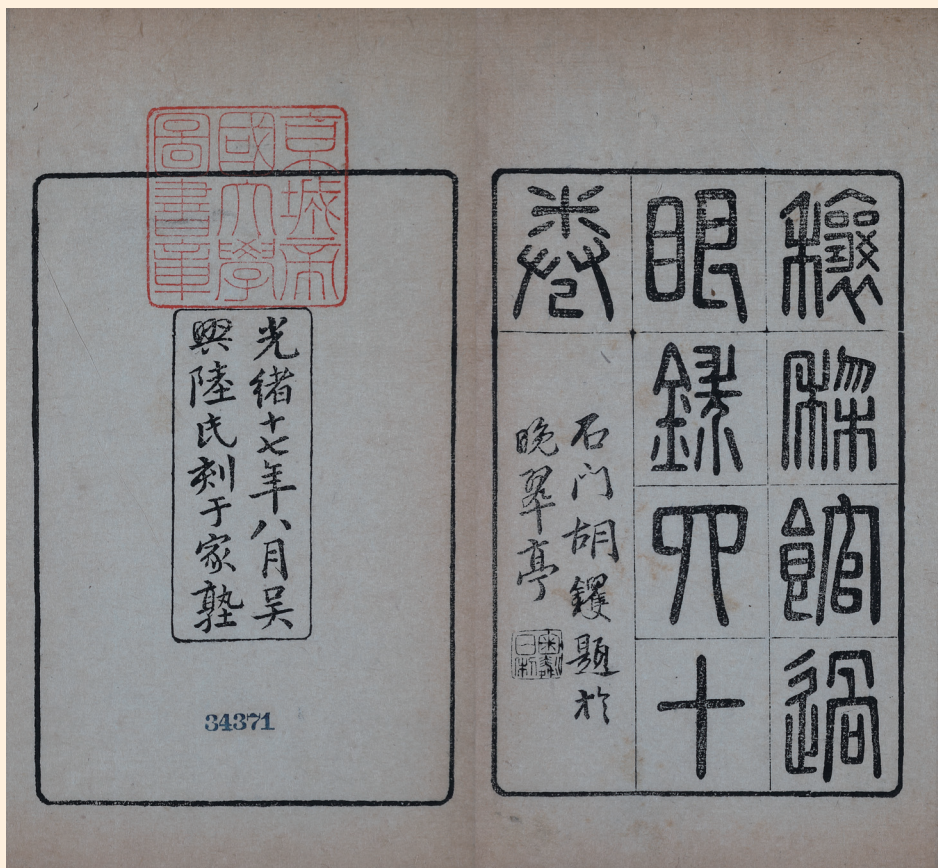 穰棃館過
眼錄四十
卷
石門胡钁題於
晚翠亭
京城帝
國大學
圖書章
光緒十七年八月吳
興陸氏刻于家塾
34371